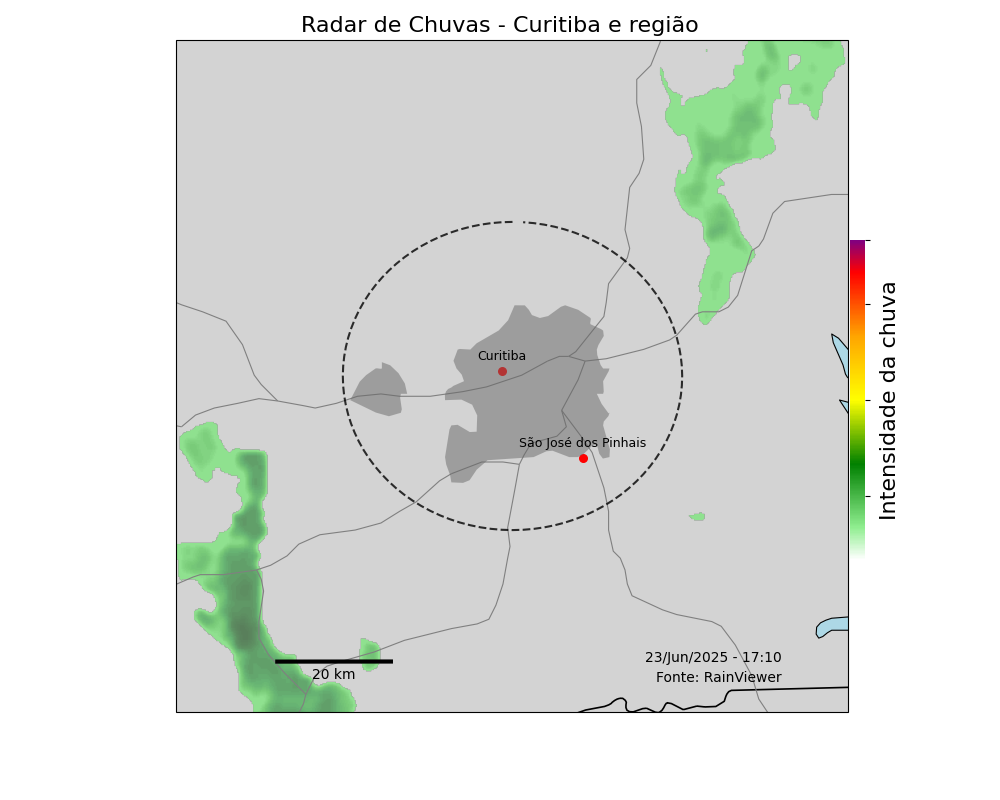 Radar de Chuvas - Curitiba e região
Curitiba
São José dos Pinhais
Intensidade da chuva
23/Jun/2025 - 17:10
Fonte: RainViewer
20 km